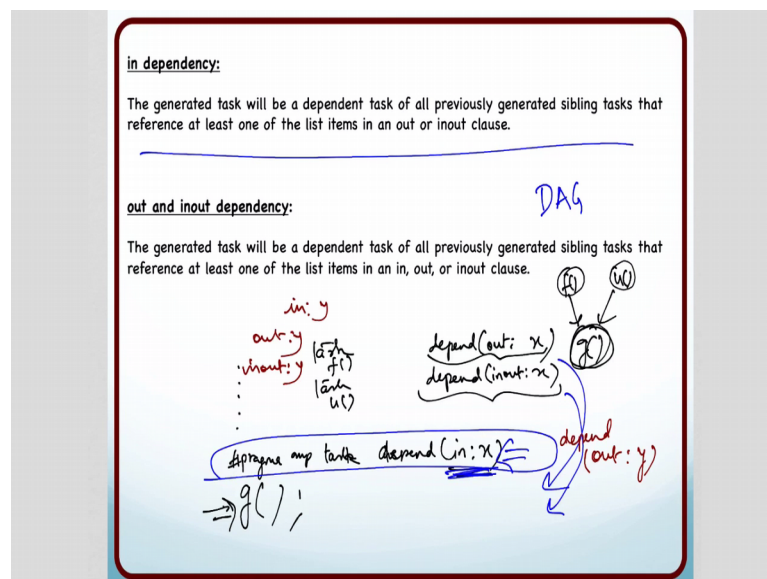 in dependency:
The generated task will be a dependent task of all previously generated sibling tasks that
reference at least one of the list items in an out or inout clause.
DAG
out and inout dependency:
The generated task will be a dependent task of all previously generated sibling tasks that
reference at least one of the list items in an in, out, or inout clause.
f() u()
in: y
out: y
inout: y
task
f()
task
u()
depend(out: x)
depend(inout: x)
g()
#pragma omp task depend (in: x)
depend
(out: y)
g();